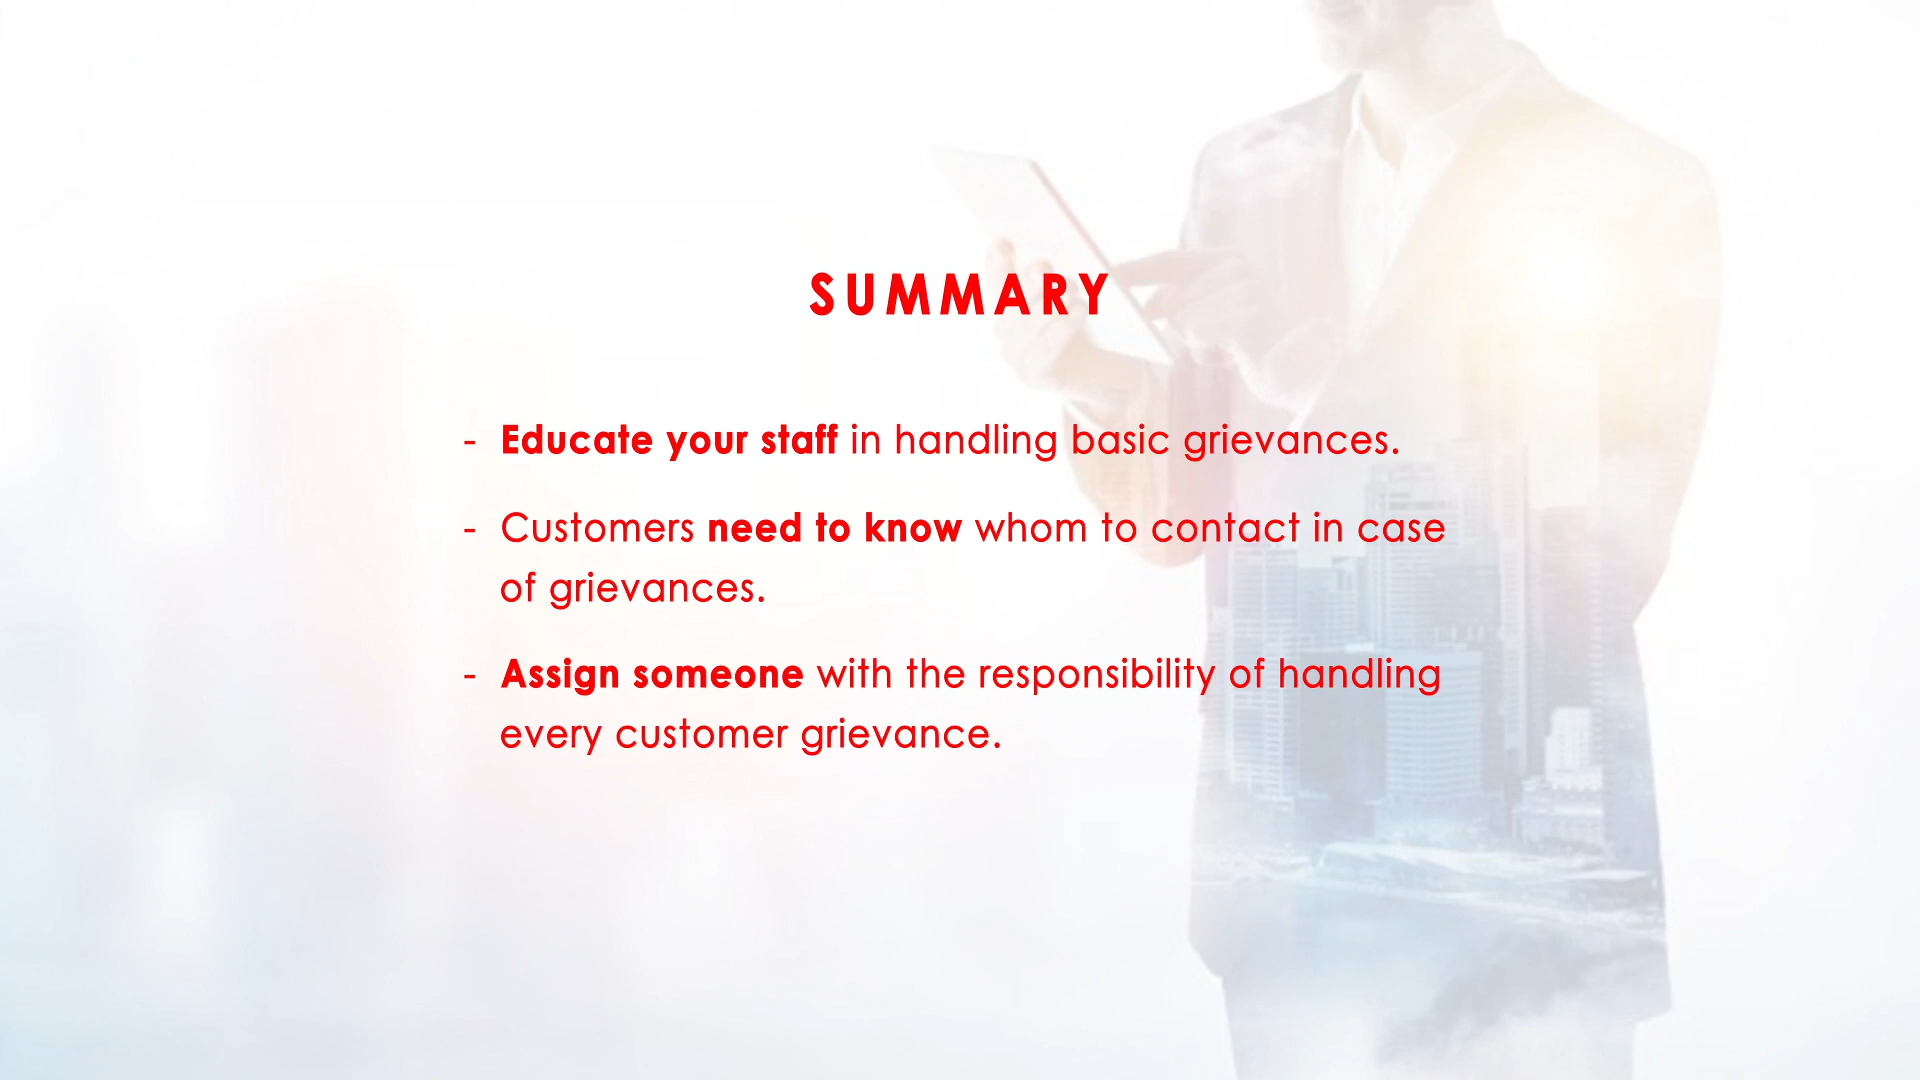 SUMMARY
- Educate your staff in handling basic grievances.
- Customers need to know whom to contact in case
of grievances.
- Assign someone with the responsibility of handling
every customer grievance.